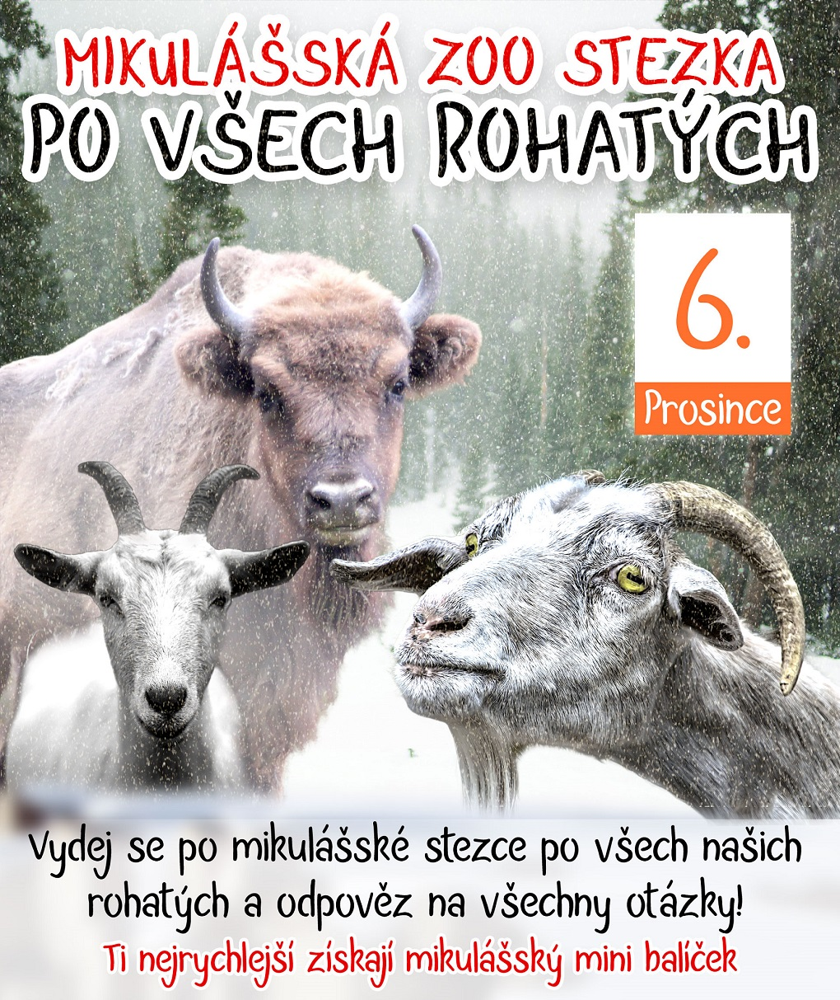 MIKULÁŠSKÁ ZOO STEZKA
PO VŠECH ROHATÝCH
6.
Prosince
Vydej se po mikulášské stezce po všech našich
rohatých a odpověz na všechny otázky!
Ti nejrychlejší získají mikulášský mini balíček